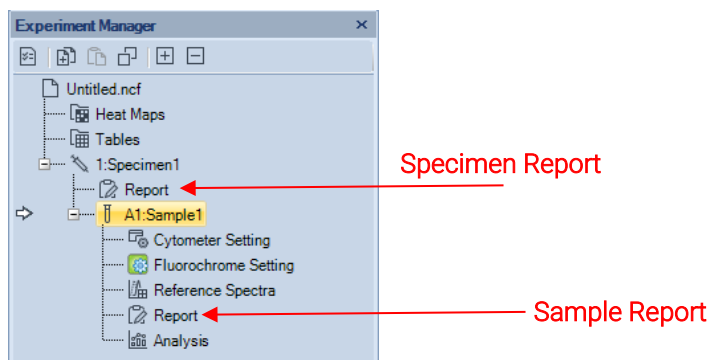 Experiment Manager
Untitled.ncf
Heat Maps
Tables
1:Specimen1
Specimen Report
Report
A1:Sample1
Cytometer Setting
Fluorochrome Setting
Reference Spectra
Report
Sample Report
Analysis